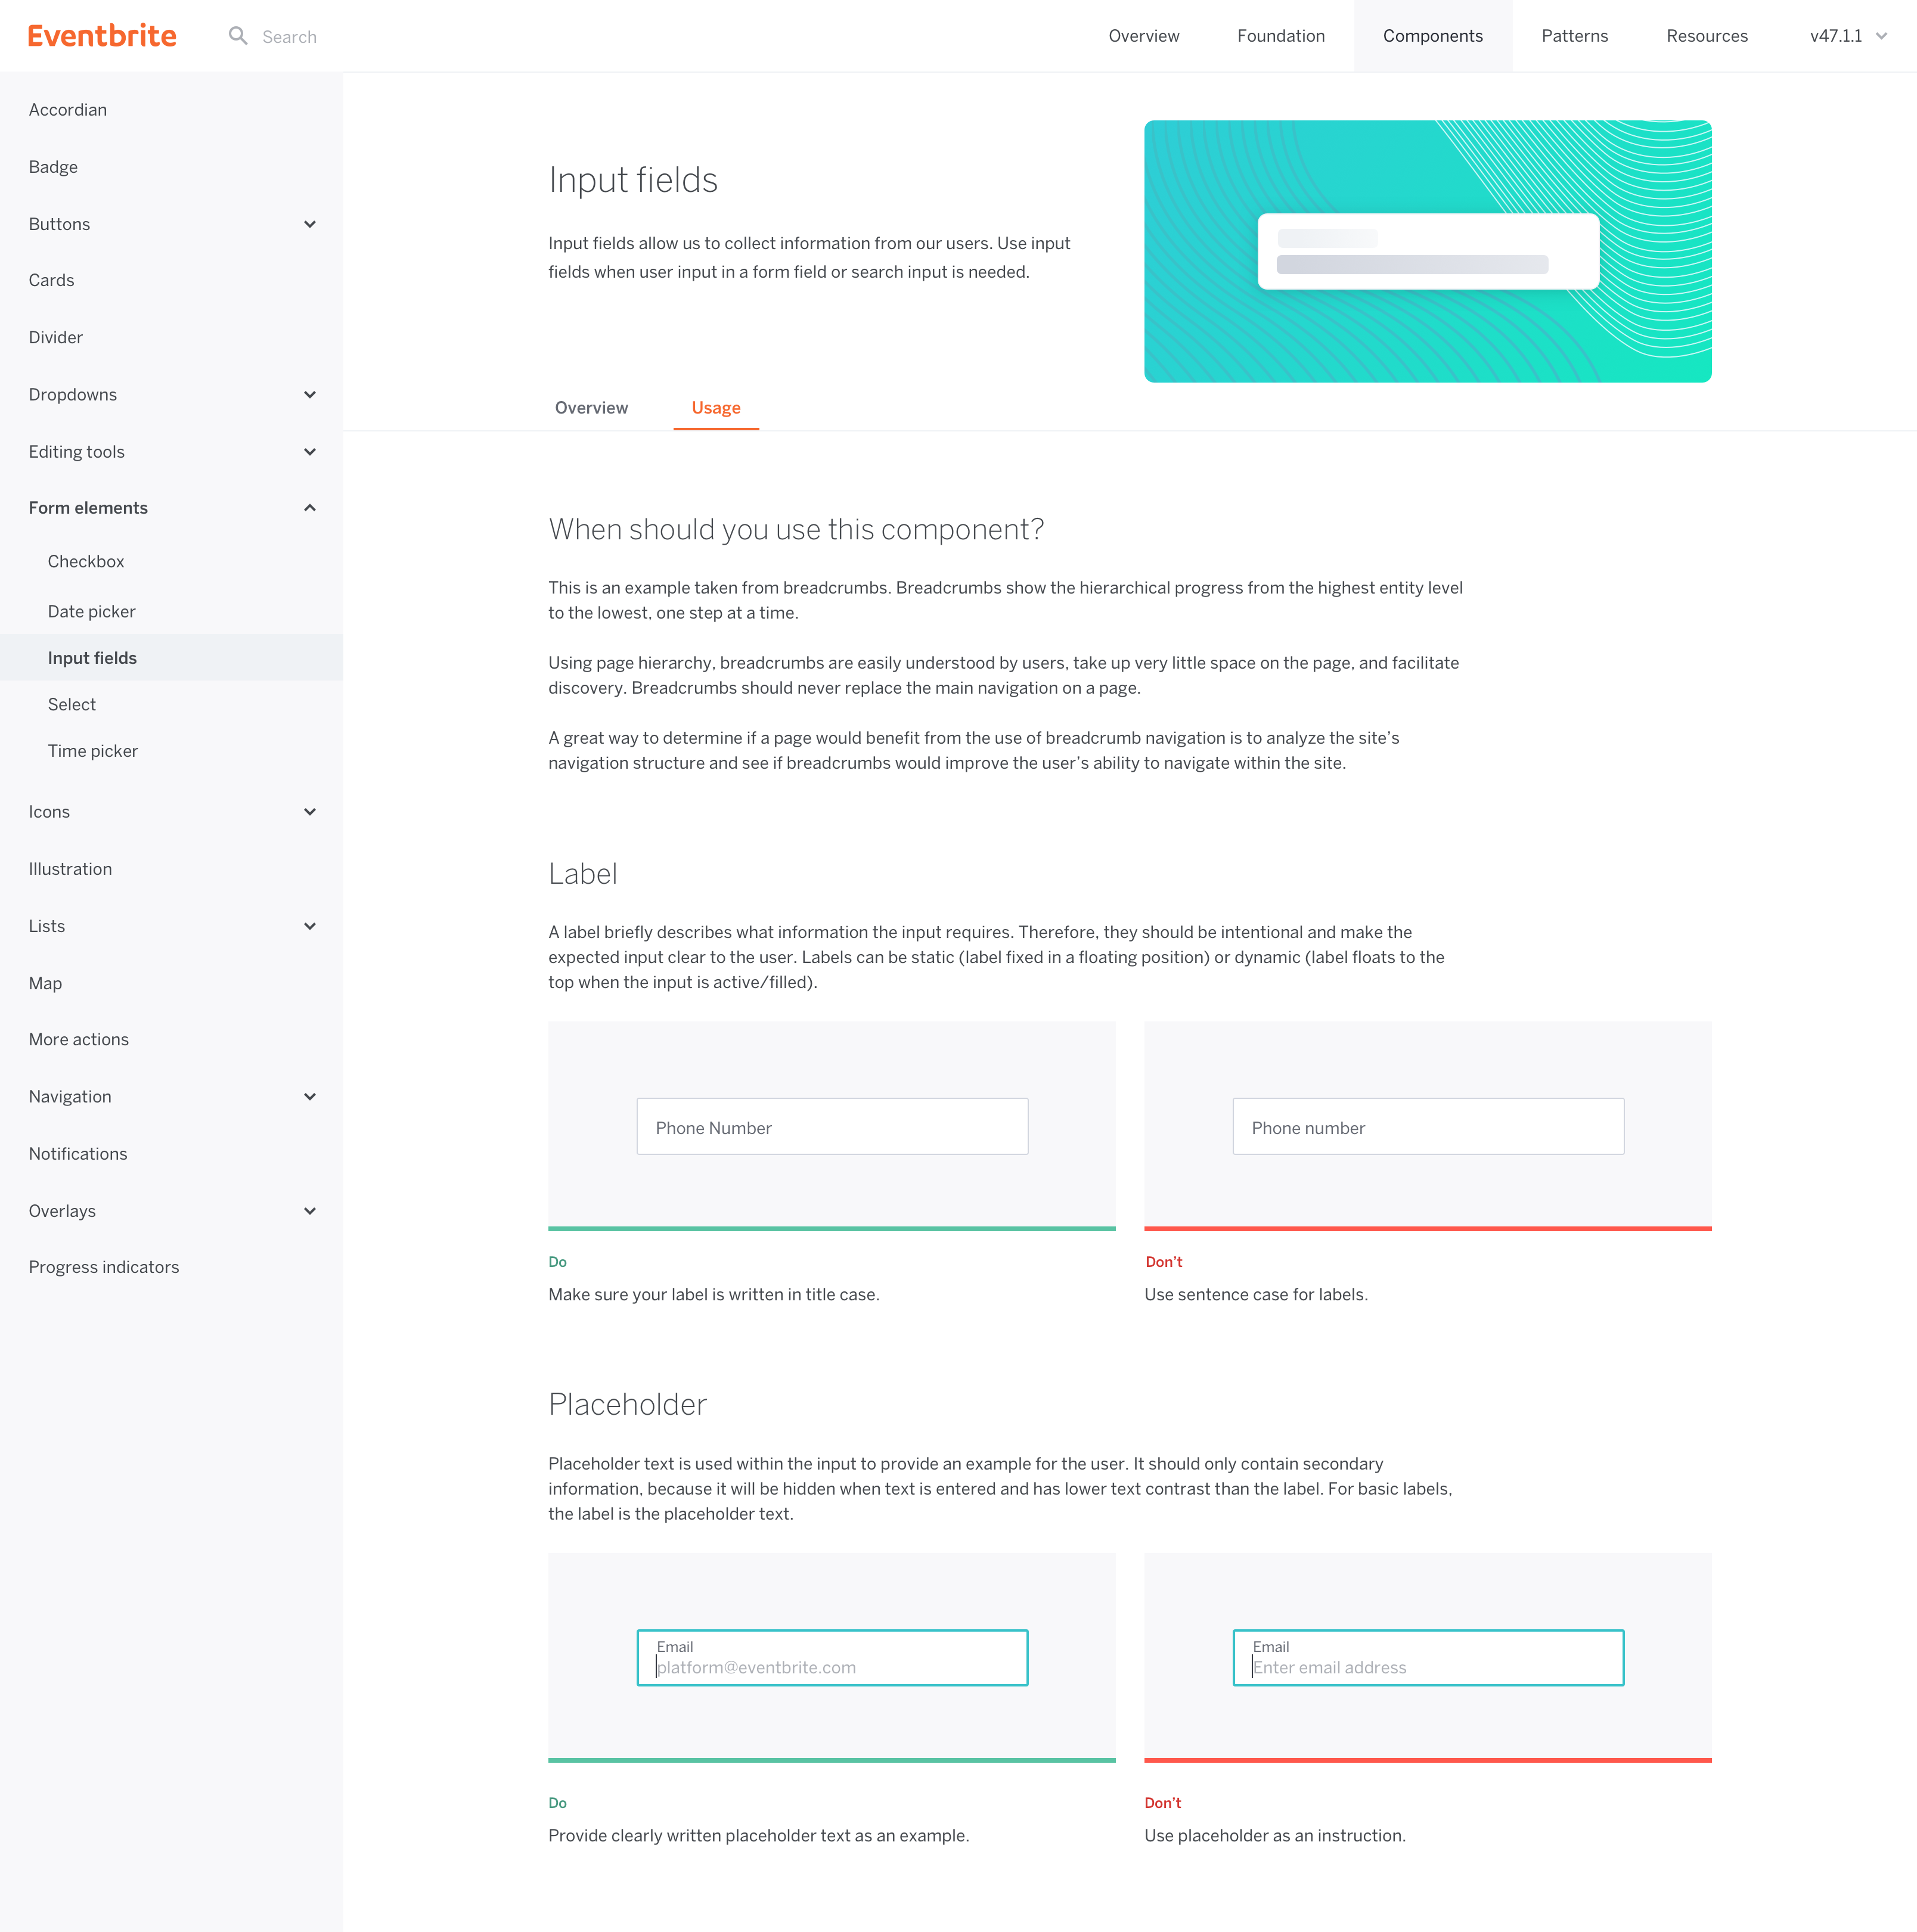 Eventbrite
Search
Overview
Foundation
Components
Patterns
Resources
v47.1.1
Accordian
Badge
Buttons
Cards
Divider
Dropdowns
Editing tools
Form elements
Checkbox
Date picker
Input fields
Select
Time picker
Icons
Illustration
Lists
Map
More actions
Navigation
Notifications
Overlays
Progress indicators
Input fields
Input fields allow us to collect information from our users. Use input
fields when user input in a form field or search input is needed.
Overview
Usage
When should you use this component?
This is an example taken from breadcrumbs. Breadcrumbs show the hierarchical progress from the highest entity level
to the lowest, one step at a time.
Using page hierarchy, breadcrumbs are easily understood by users, take up very little space on the page, and facilitate
discovery. Breadcrumbs should never replace the main navigation on a page.
A great way to determine if a page would benefit from the use of breadcrumb navigation is to analyze the site's
navigation structure and see if breadcrumbs would improve the user's ability to navigate within the site.
Label
A label briefly describes what information the input requires. Therefore, they should be intentional and make the
expected input clear to the user. Labels can be static (label fixed in a floating position) or dynamic (label floats to the
top when the input is active/filled).
Phone Number
Do
Make sure your label is written in title case.
Phone number
Don't
Use sentence case for labels.
Placeholder
Placeholder text is used within the input to provide an example for the user. It should only contain secondary
information, because it will be hidden when text is entered and has lower text contrast than the label. For basic labels,
the label is the placeholder text.
Email
platform@eventbrite.com
Do
Provide clearly written placeholder text as an example.
Email
Enter email address
Don't
Use placeholder as an instruction.